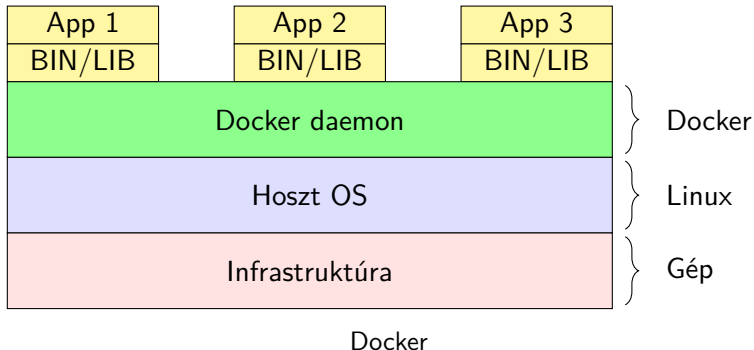 App 1 App 2 App 3
BIN/LIB BIN/LIB BIN/LIB
Docker daemon Docker
Hoszt OS Linux
Infrastruktúra Gép
Docker